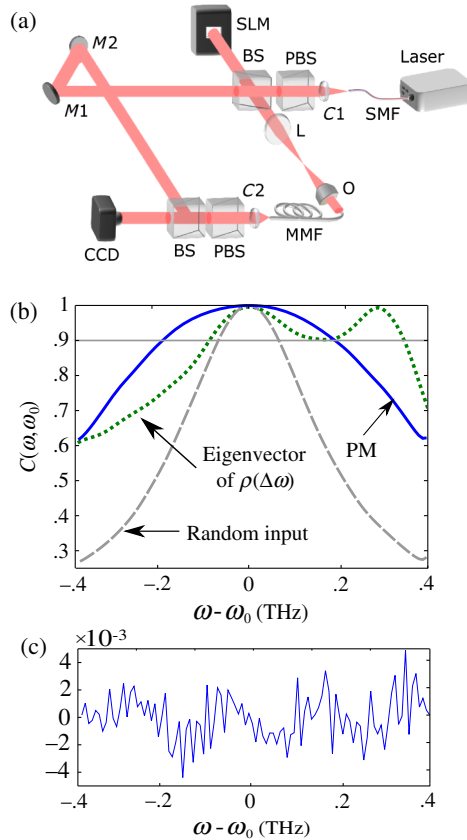 (a)
SLM
M2
BS PBS
Laser
M1
C1
SMF
L
C2
O
MMF
CCD
BS PBS
(b)
C(ω,ω₀)
1
.9
.8
.7
.6
.5
.4
.3
PM
Eigenvector
of ρ(Δω)
Random input
-.4 -.2 0 .2 .4
ω - ω₀ (THz)
(c)
×10⁻³
4
2
0
−2
−4
-.4 -.2 0 .2 .4
ω - ω₀ (THz)